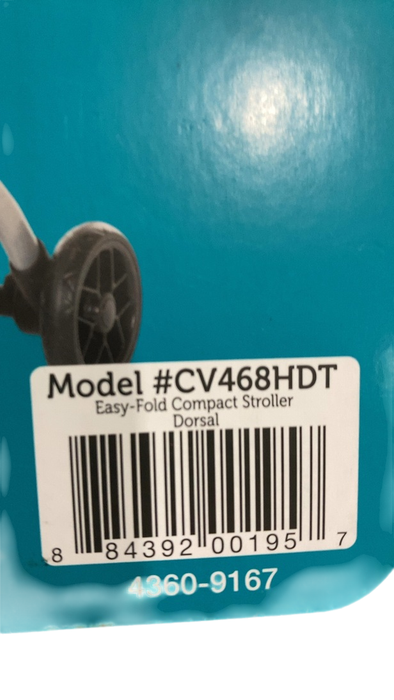 Model #CV468HDT
Easy-Fold Compact Stroller
Dorsal
8 84392 00195 7
4360-9167